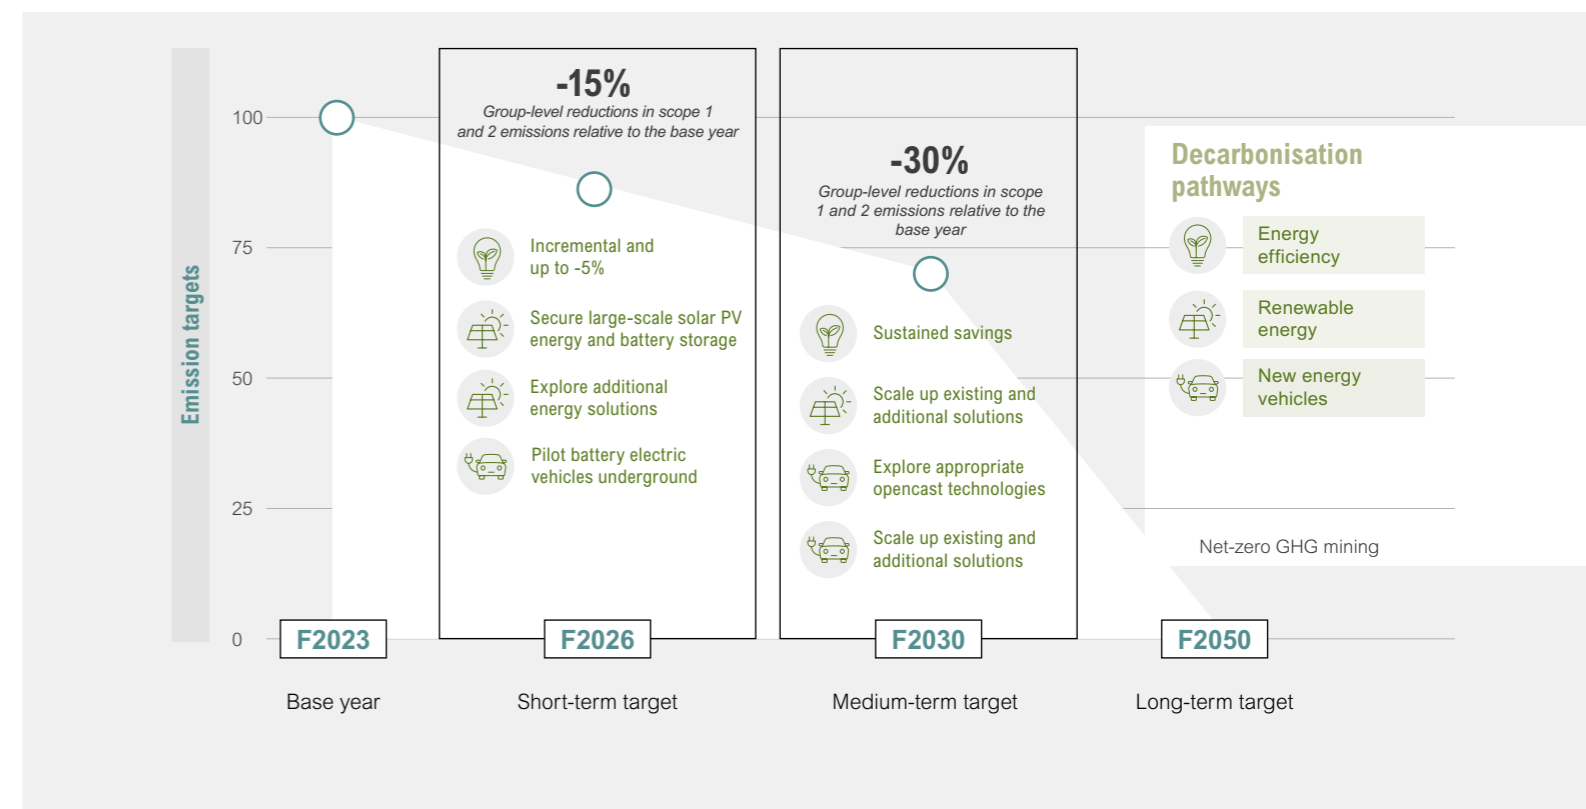 Emission targets
100
75
50
25
0
-15%
Group-level reductions in scope 1
and 2 emissions relative to the base year
Incremental and
up to -5%
Secure large-scale solar PV
energy and battery storage
Explore additional
energy solutions
Pilot battery electric
vehicles underground
-30%
Group-level reductions in scope
1 and 2 emissions relative to the
base year
Sustained savings
Scale up existing and
additional solutions
Explore appropriate
opencast technologies
Scale up existing and
additional solutions
Decarbonisation
pathways
Energy
efficiency
Renewable
energy
New energy
vehicles
Net-zero GHG mining
F2023
F2026
F2030
F2050
Base year
Short-term target
Medium-term target
Long-term target